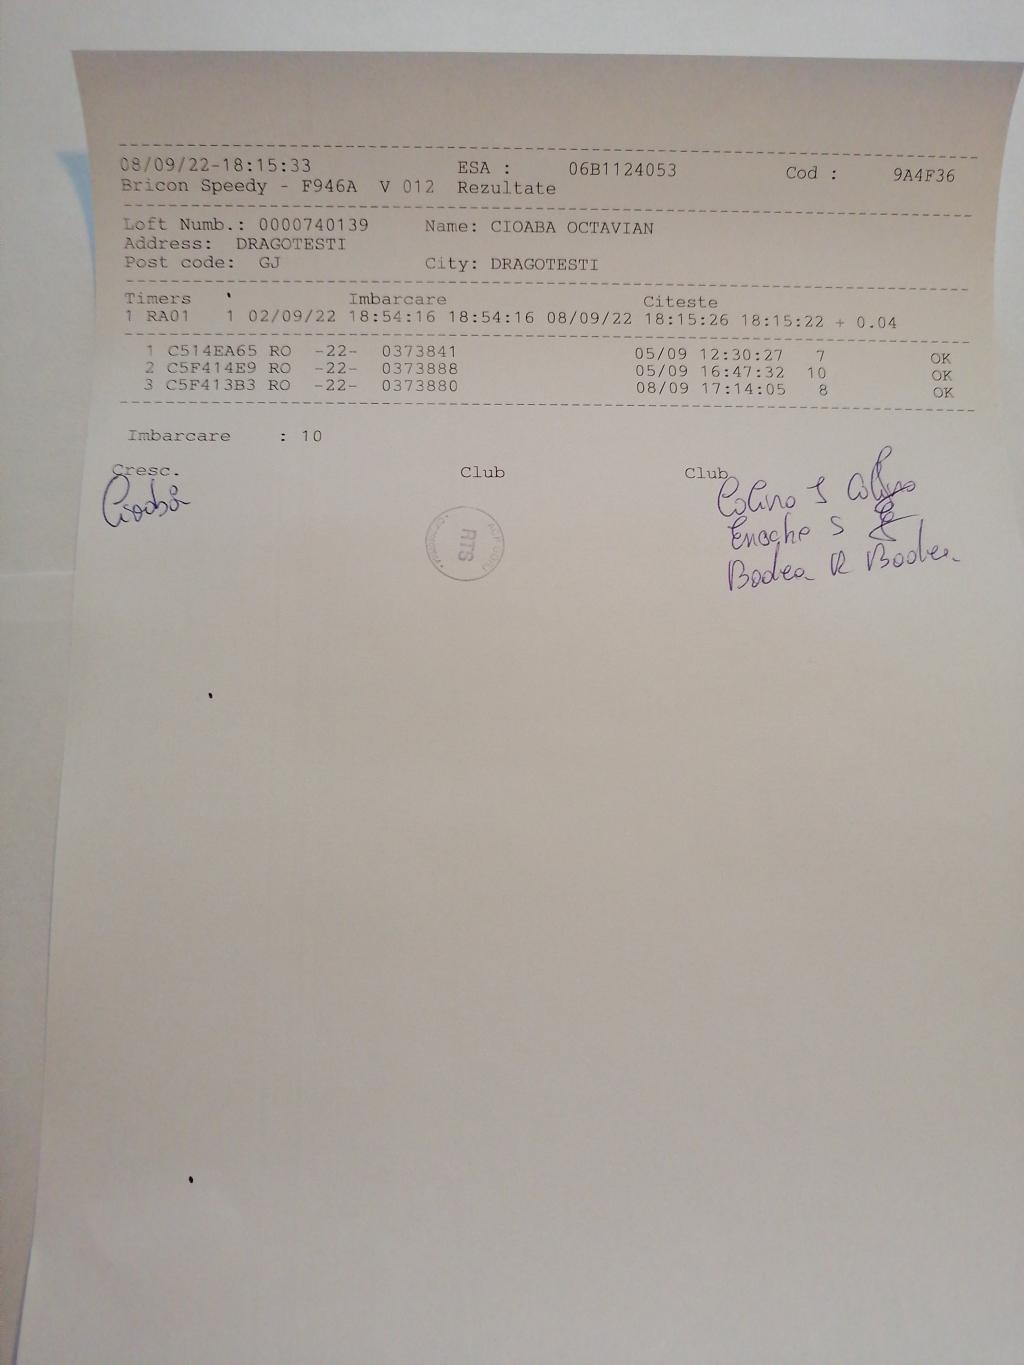 08/09/22-18:15:33 ESA : 06B1124053 Cod : 9A4F36
Bricon Speedy - F946A V 012 Rezultate
Loft Numb.: 0000740139 Name: CIOABA OCTAVIAN
Address: DRAGOTESTI
Post code: GJ City: DRAGOTESTI
Timers Imbarcare Citeste
1 RA01 1 02/09/22 18:54:16 18:54:16 08/09/22 18:15:26 18:15:22 + 0.04
1 C514EA65 RO -22- 0373841 05/09 12:30:27 7 OK
2 C5F414E9 RO -22- 0373888 05/09 16:47:32 10 OK
3 C5F413B3 RO -22- 0373880 08/09 17:14:05 8 OK
Imbarcare : 10
Cresc. Club Club
Cioabă
RTS
Enache S
Bodea R Bodea